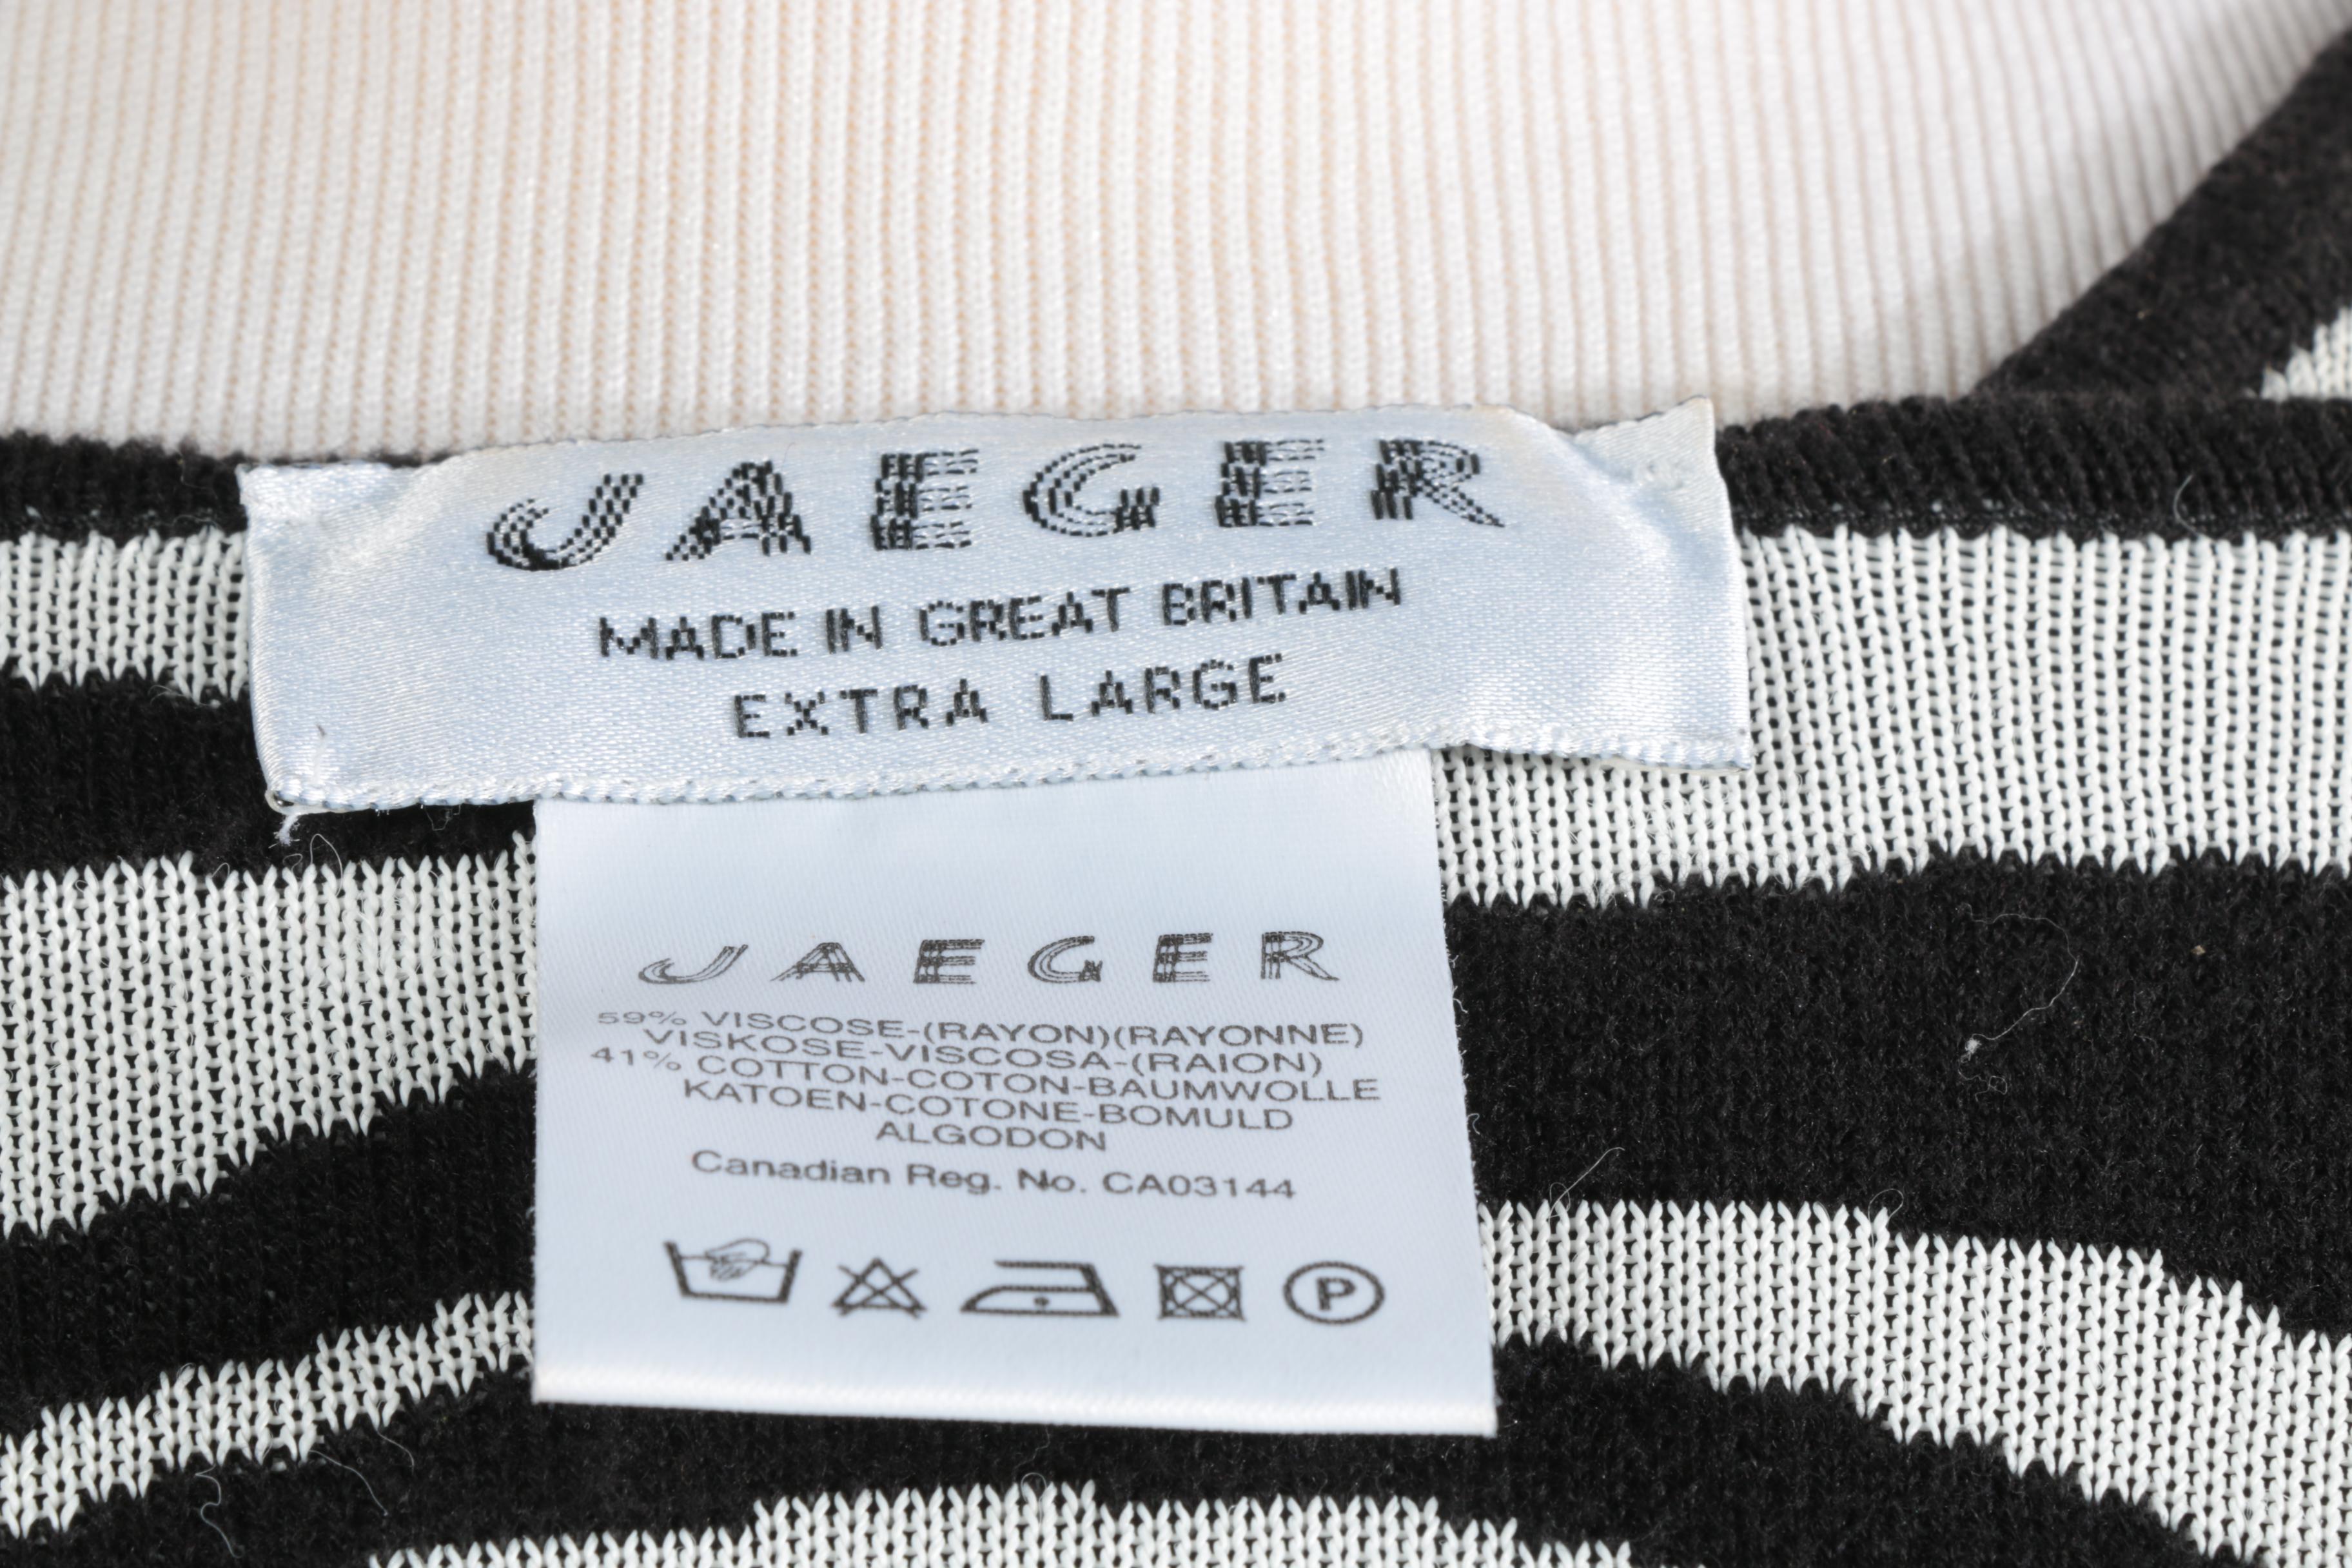 JAEGER
MADE IN GREAT BRITAIN
EXTRA LARGE
JAEGER
59% VISCOSE-(RAYON)(RAYONNE)
VISKOSE-VISCOSA-(RAION)
41% COTTON-COTON-BAUMWOLLE
KATOEN-COTONE-BOMULD
ALGODON
Canadian Reg. No. CA03144
P